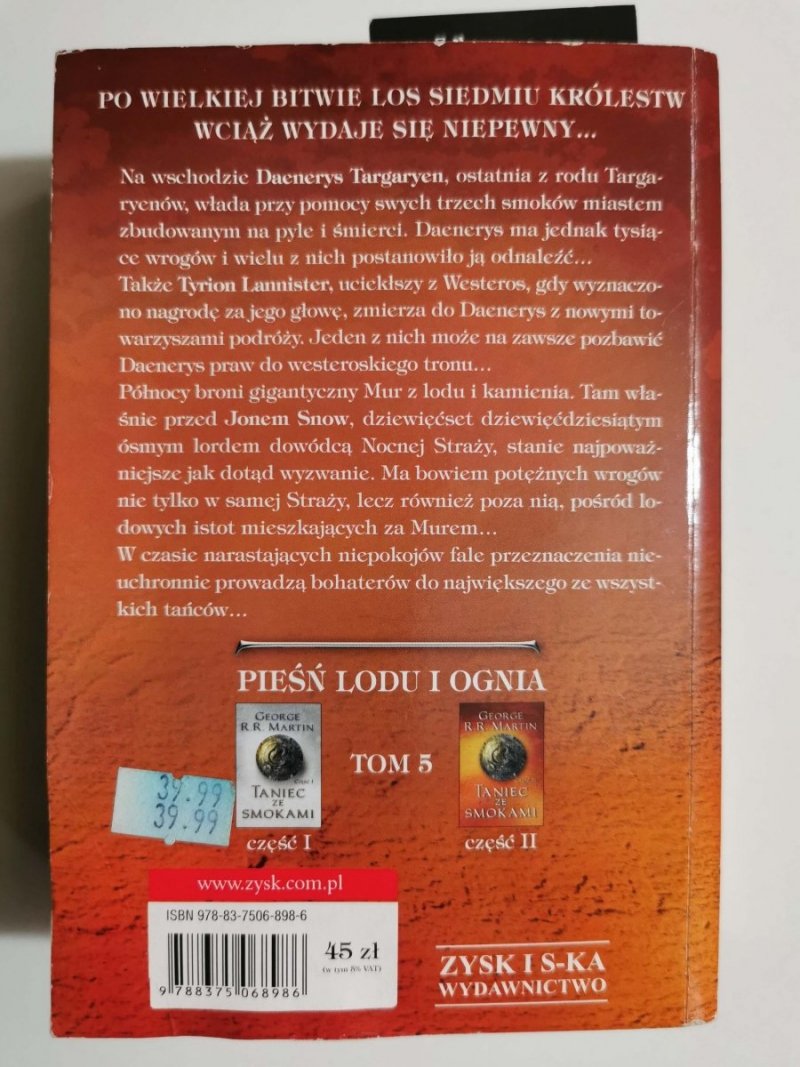 PO WIELKIEJ BITWIE LOS SIEDMIU KRÓLESTW
WCIĄŻ WYDAJE SIĘ NIEPEWNY...
Na wschodzie Daenerys Targaryen, ostatnia z rodu Targa-
ryenów, włada przy pomocy swych trzech smoków miastem
zbudowanym na pyle i śmierci. Daenerys ma jednak tysią-
ce wrogów i wielu z nich postanowiło ją odnaleźć...
Także Tyrion Lannister, uciekłszy z Westeros, gdy wyznaczo-
no nagrodę za jego głowę, zmierza do Daenerys z nowymi to-
warzyszami podróży. Jeden z nich może na zawsze pozbawić
Daenerys praw do westeroskiego tronu...
Północy broni gigantyczny Mur z lodu i kamienia. Tam wła-
śnie przed Jonem Snow, dziewięćset dziewięćdziesiątym
ósmym lordem dowódcą Nocnej Straży, stanie najpoważ-
niejsze jak dotąd wyzwanie. Ma bowiem potężnych wrogów
nie tylko w samej Straży, lecz również poza nią, pośród lo-
dowych istot mieszkających za Murem...
W czasie narastających niepokojów fale przeznaczenia nie-
uchronnie prowadzą bohaterów do największego ze wszyst-
kich tańców...
PIEŚŃ LODU I OGNIA
GEORGE
R.R. MARTIN
CZĘŚĆ I
TANIEC
ZE
SMOKAMI
część I
TOM 5
GEORGE
R.R. MARTIN
TANIEC
ZE
SMOKAMI
część II
39.99
39.99
www.zysk.com.pl
ISBN 978-83-7506-898-6
9 788375 068986
45 zł
(w tym 8% VAT)
ZYSK I S-KA
WYDAWNICTWO